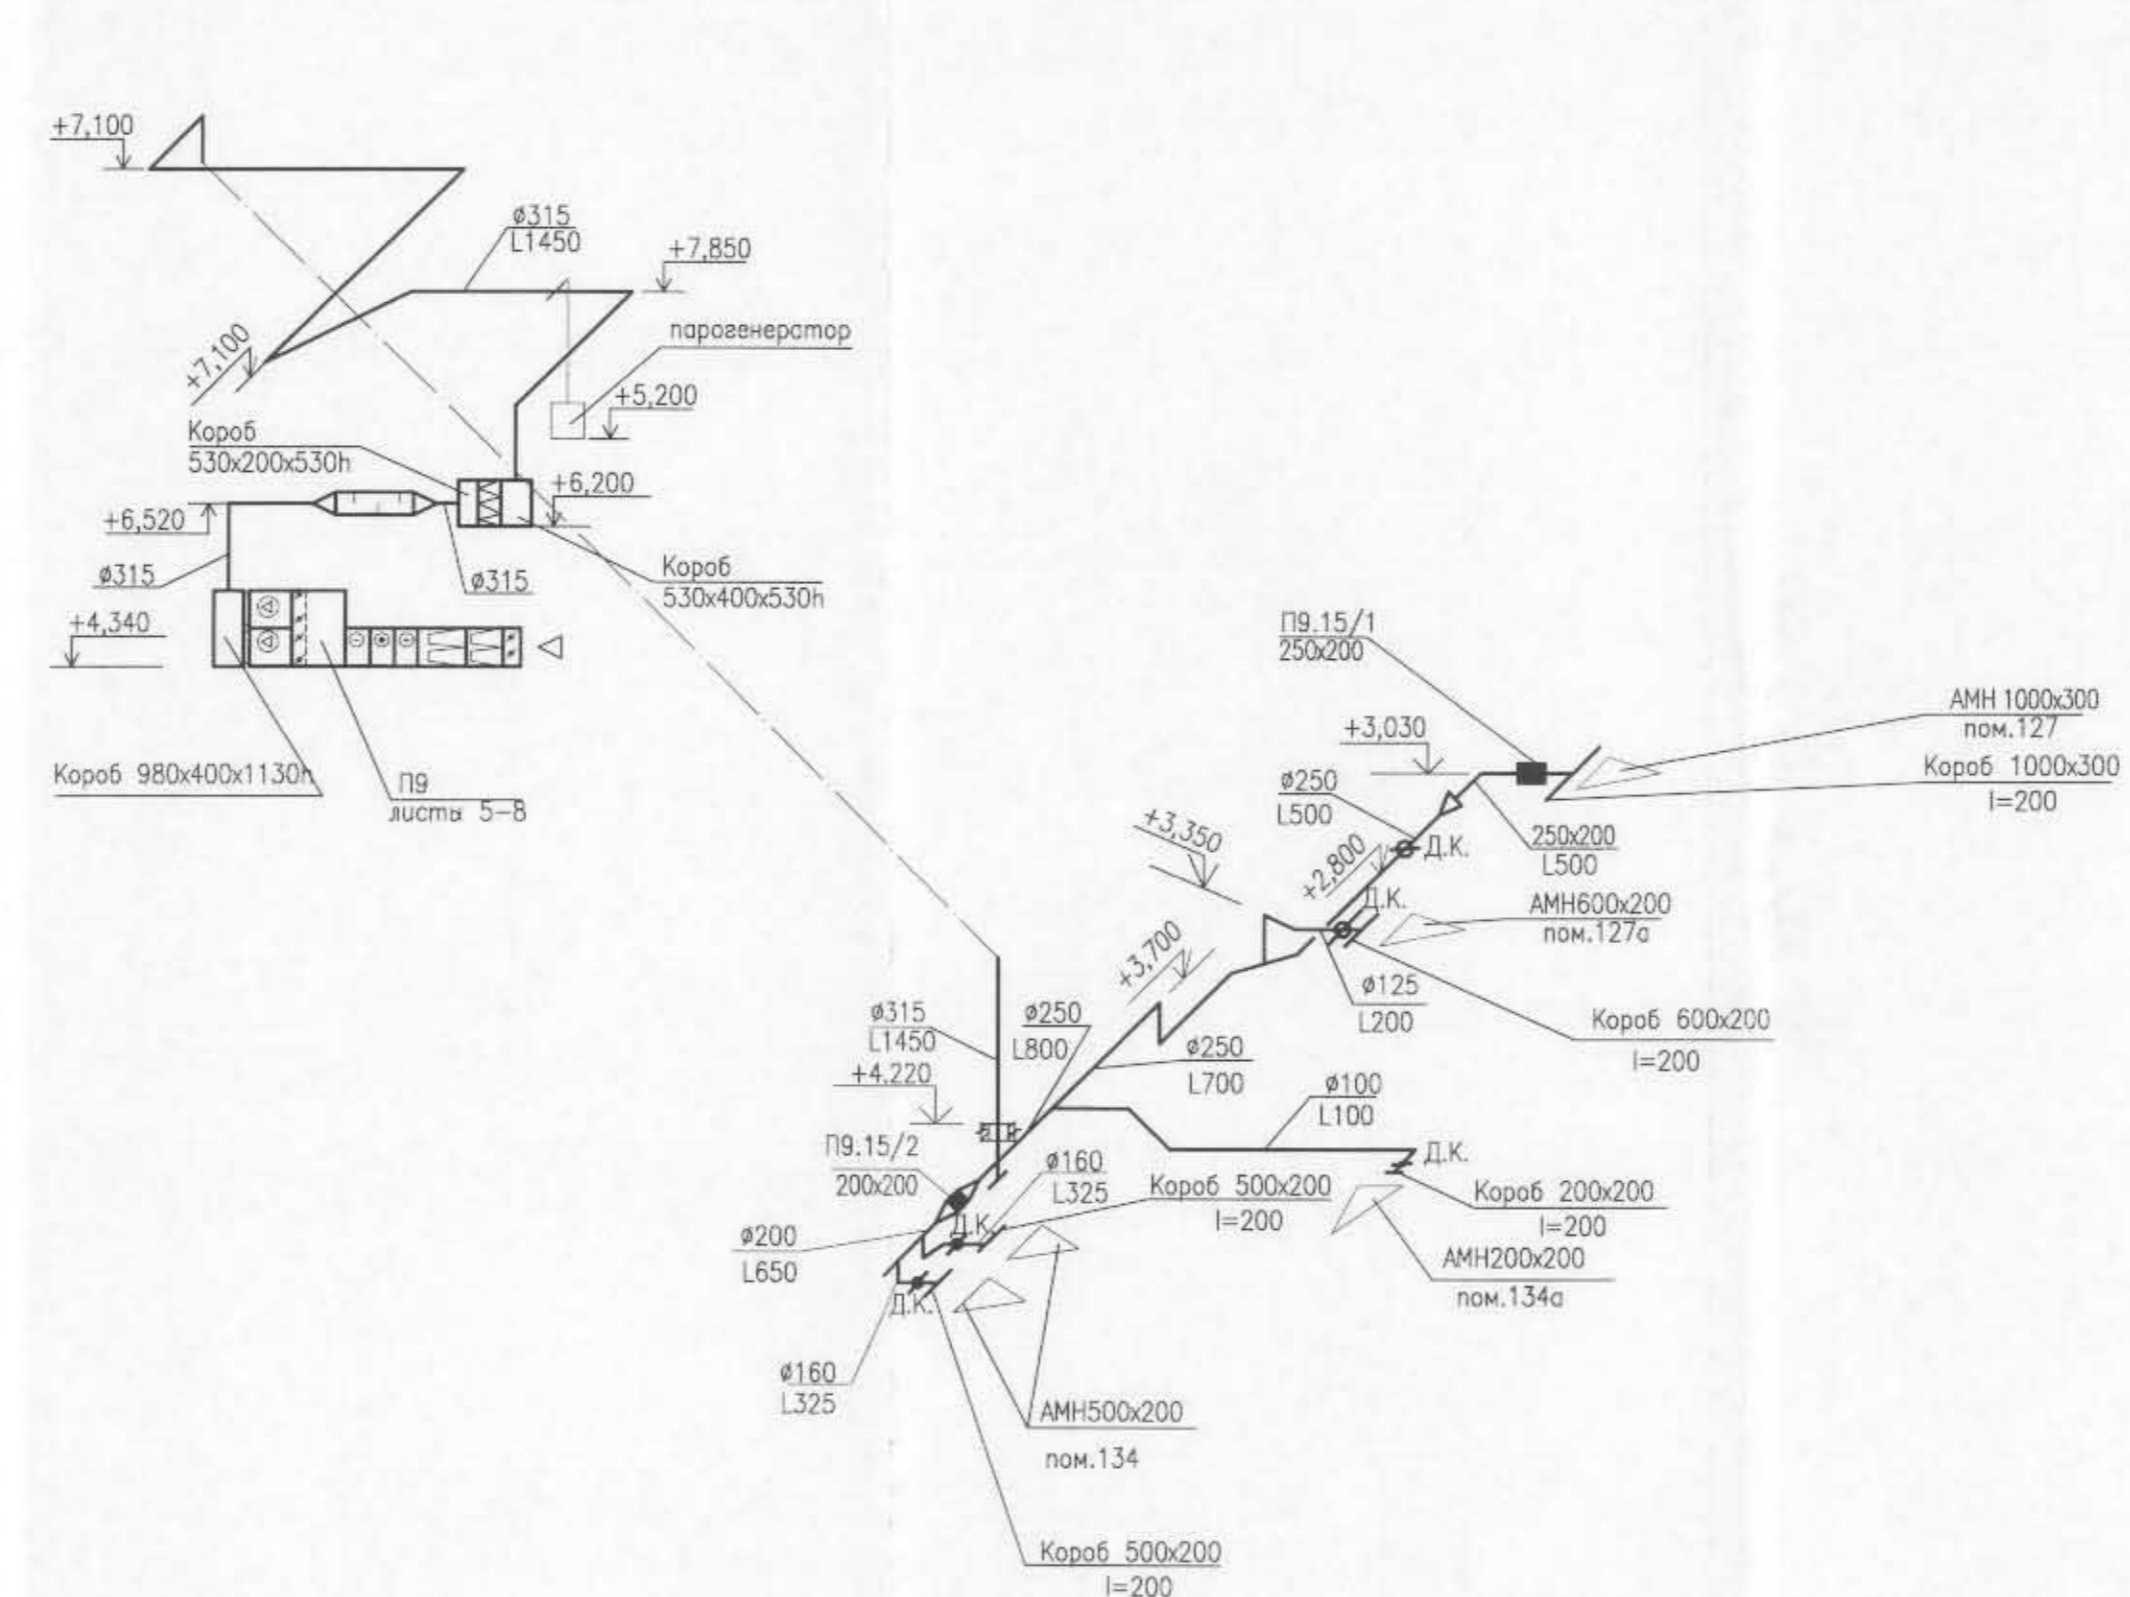 +7,100
ø315
L1450
+7,850
парогенератор
+7,100
+5,200
Короб
530x200x530h
+6,200
+6,520
ø315
ø315
Короб
530x400x530h
+4,340
Короб 980x400x1130h
П9
листы 5-8
П9.15/1
250x200
АМН 1000x300
пом.127
+3,030
Короб 1000x300
l=200
ø250
L500
+3,350
250x200
L500
+2,800
Д.К.
Д.К.
АМН600x200
пом.127а
+3,700
ø125
L200
Короб 600x200
l=200
ø315
L1450
ø250
L800
ø250
L700
+4,220
ø100
L100
П9.15/2
200x200
ø160
L325
Короб 500x200
l=200
Д.К.
Короб 200x200
l=200
Д.К.
ø200
L650
АМН200x200
пом.134а
Д.К.
ø160
L325
АМН500x200
пом.134
Короб 500x200
l=200